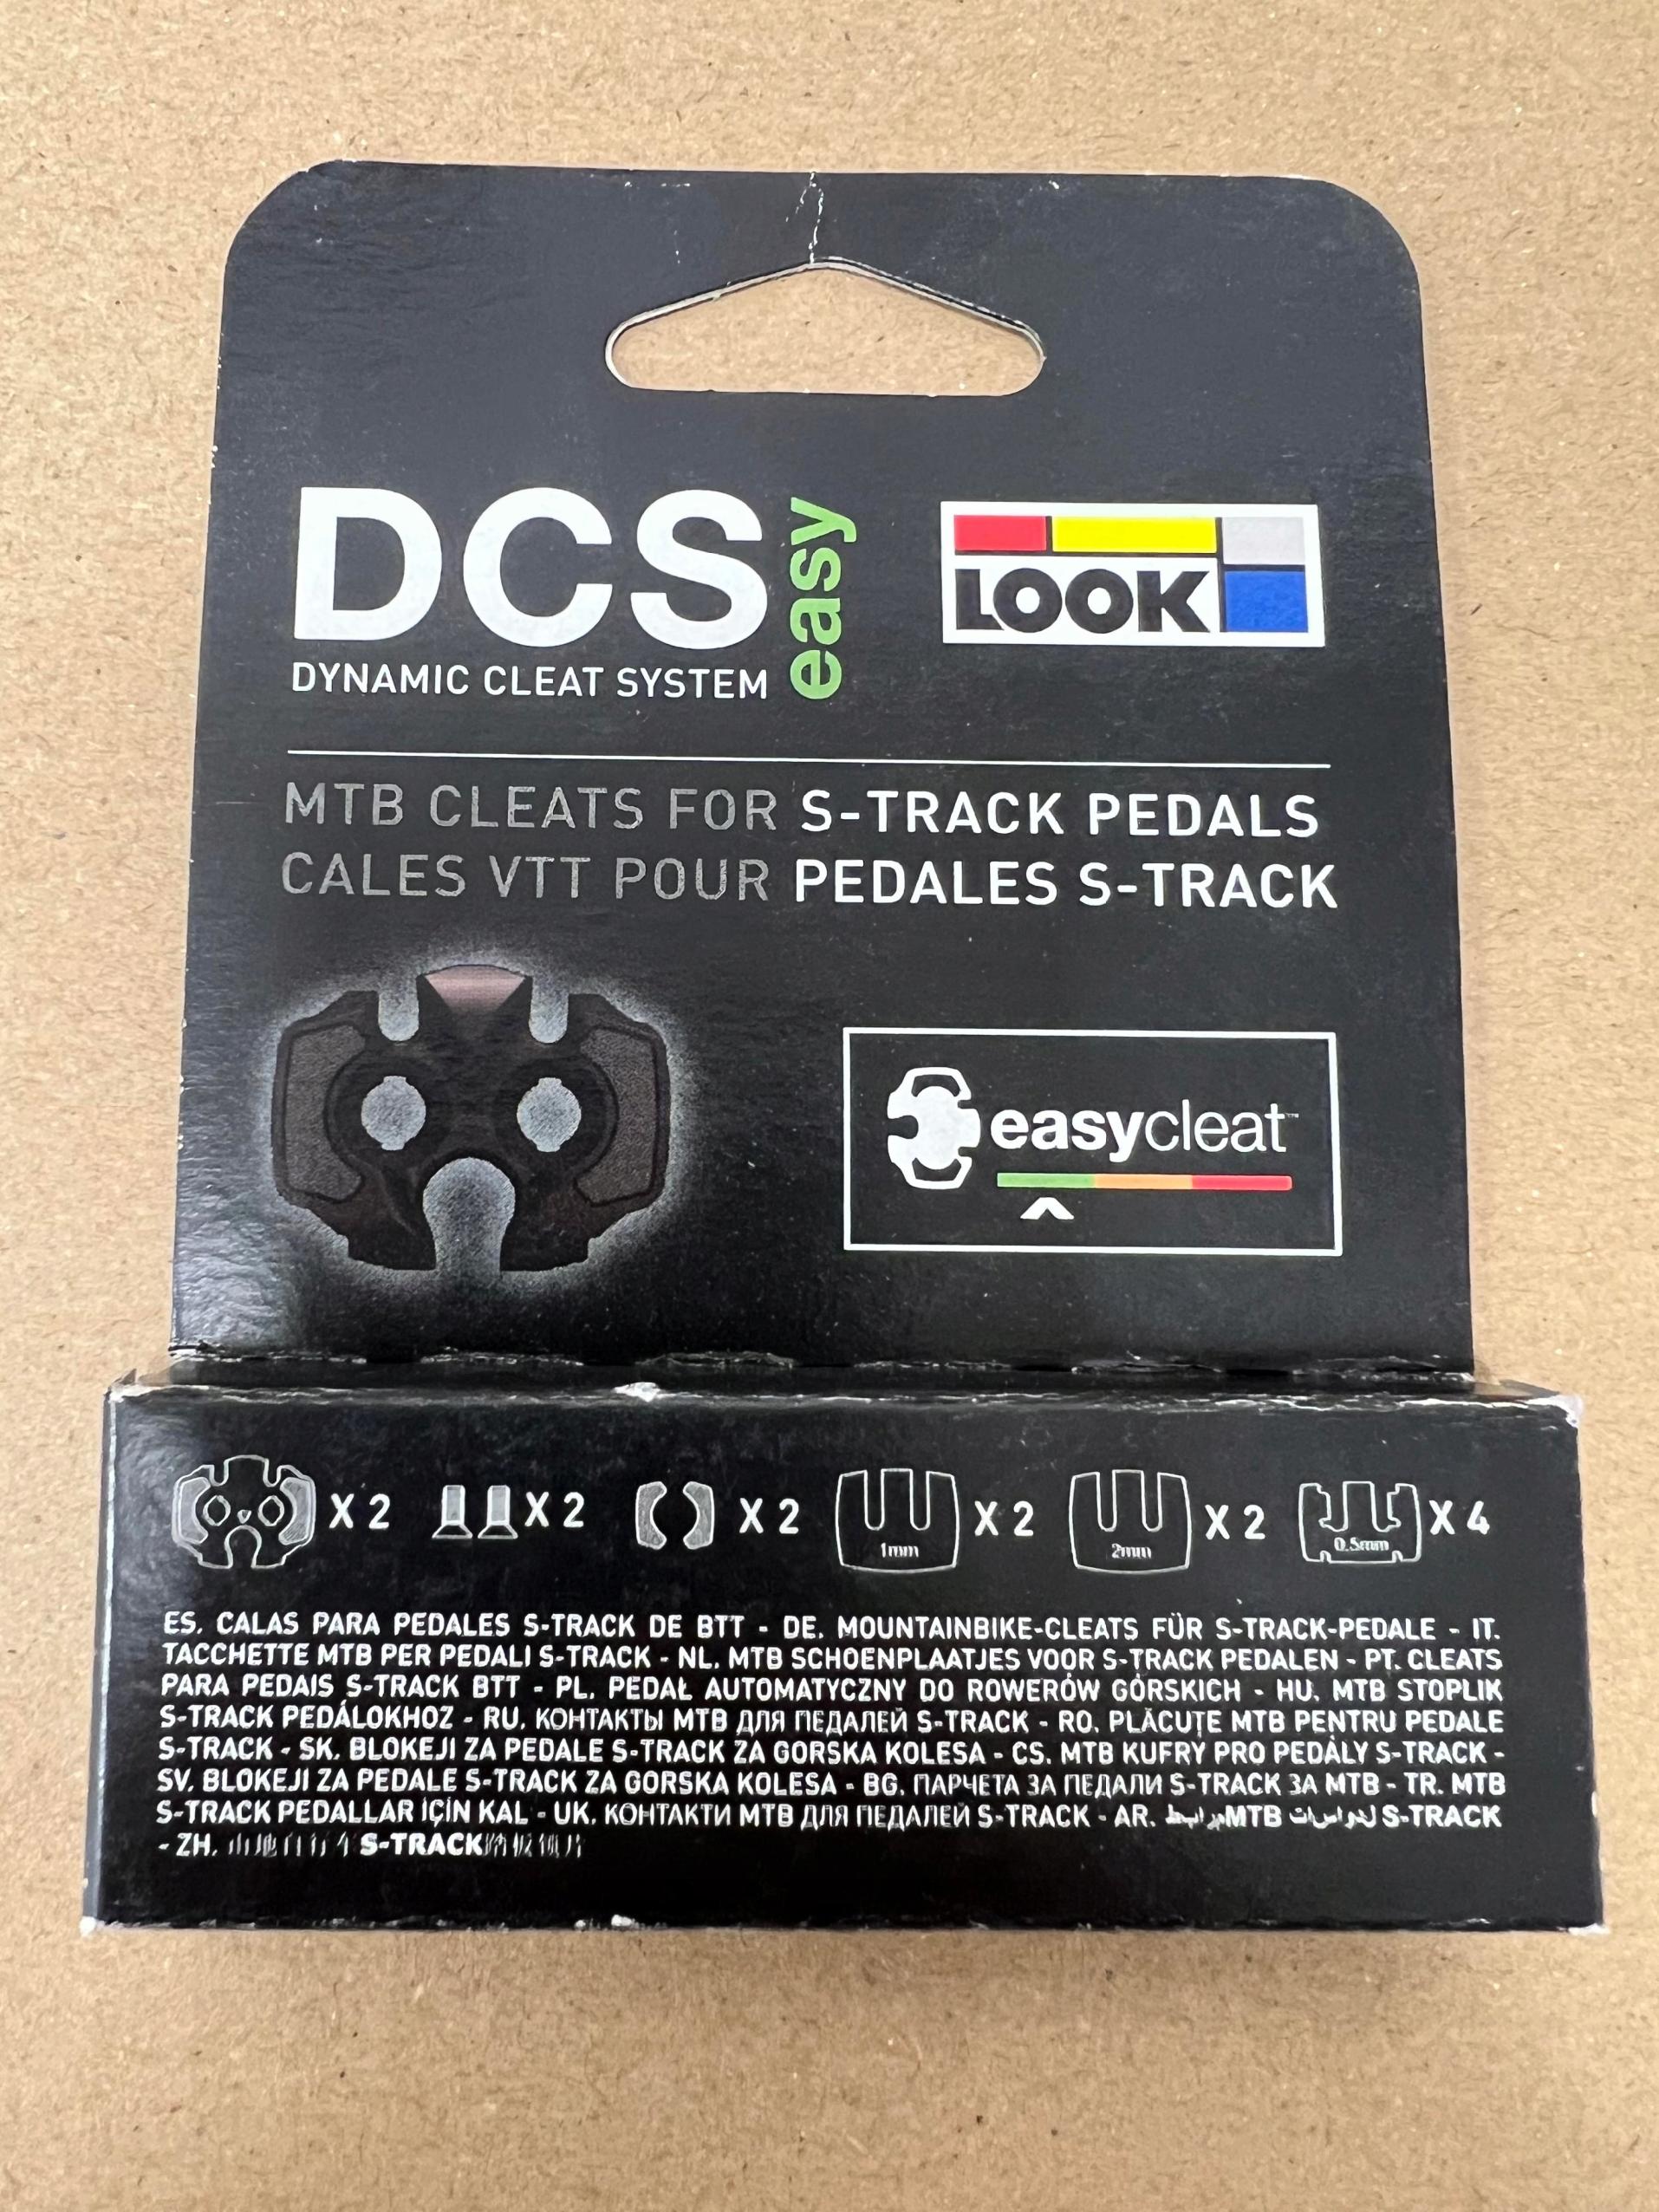 DCS easy
LOOK
DYNAMIC CLEAT SYSTEM
MTB CLEATS FOR S-TRACK PEDALS
CALES VTT POUR PEDALES S-TRACK
easycleat™
X 2 X 2 X 2 1mm X 2 2mm X 2 0.5mm X 4
ES. CALAS PARA PEDALES S-TRACK DE BTT - DE. MOUNTAINBIKE-CLEATS FÜR S-TRACK-PEDALE - IT.
TACCHETTE MTB PER PEDALI S-TRACK - NL. MTB SCHOENPLAATJES VOOR S-TRACK PEDALEN - PT. CLEATS
PARA PEDAIS S-TRACK BTT - PL. PEDAŁ AUTOMATYCZNY DO ROWERÓW GÓRSKICH - HU. MTB STOPLIK
S-TRACK PEDÁLOKHOZ - RU. КОНТАКТЫ МТВ ДЛЯ ПЕДАЛЕЙ S-TRACK - RO. PLĂCUȚE MTB PENTRU PEDALE
S-TRACK - SK. BLOKEJI ZA PEDALE S-TRACK ZA GORSKA KOLESA - CS. MTB KUFRY PRO PEDÁLY S-TRACK -
SV. BLOKEJI ZA PEDALE S-TRACK ZA GORSKA KOLESA - BG. ПАРЧЕТА ЗА ПЕДАЛИ S-TRACK ЗА МТВ - TR. MTB
S-TRACK PEDALLAR İÇİN KAL - UK. КОНТАКТИ МТВ ДЛЯ ПЕДАЛЕЙ S-TRACK - AR. MTB S-TRACK
- ZH. S-TRACK